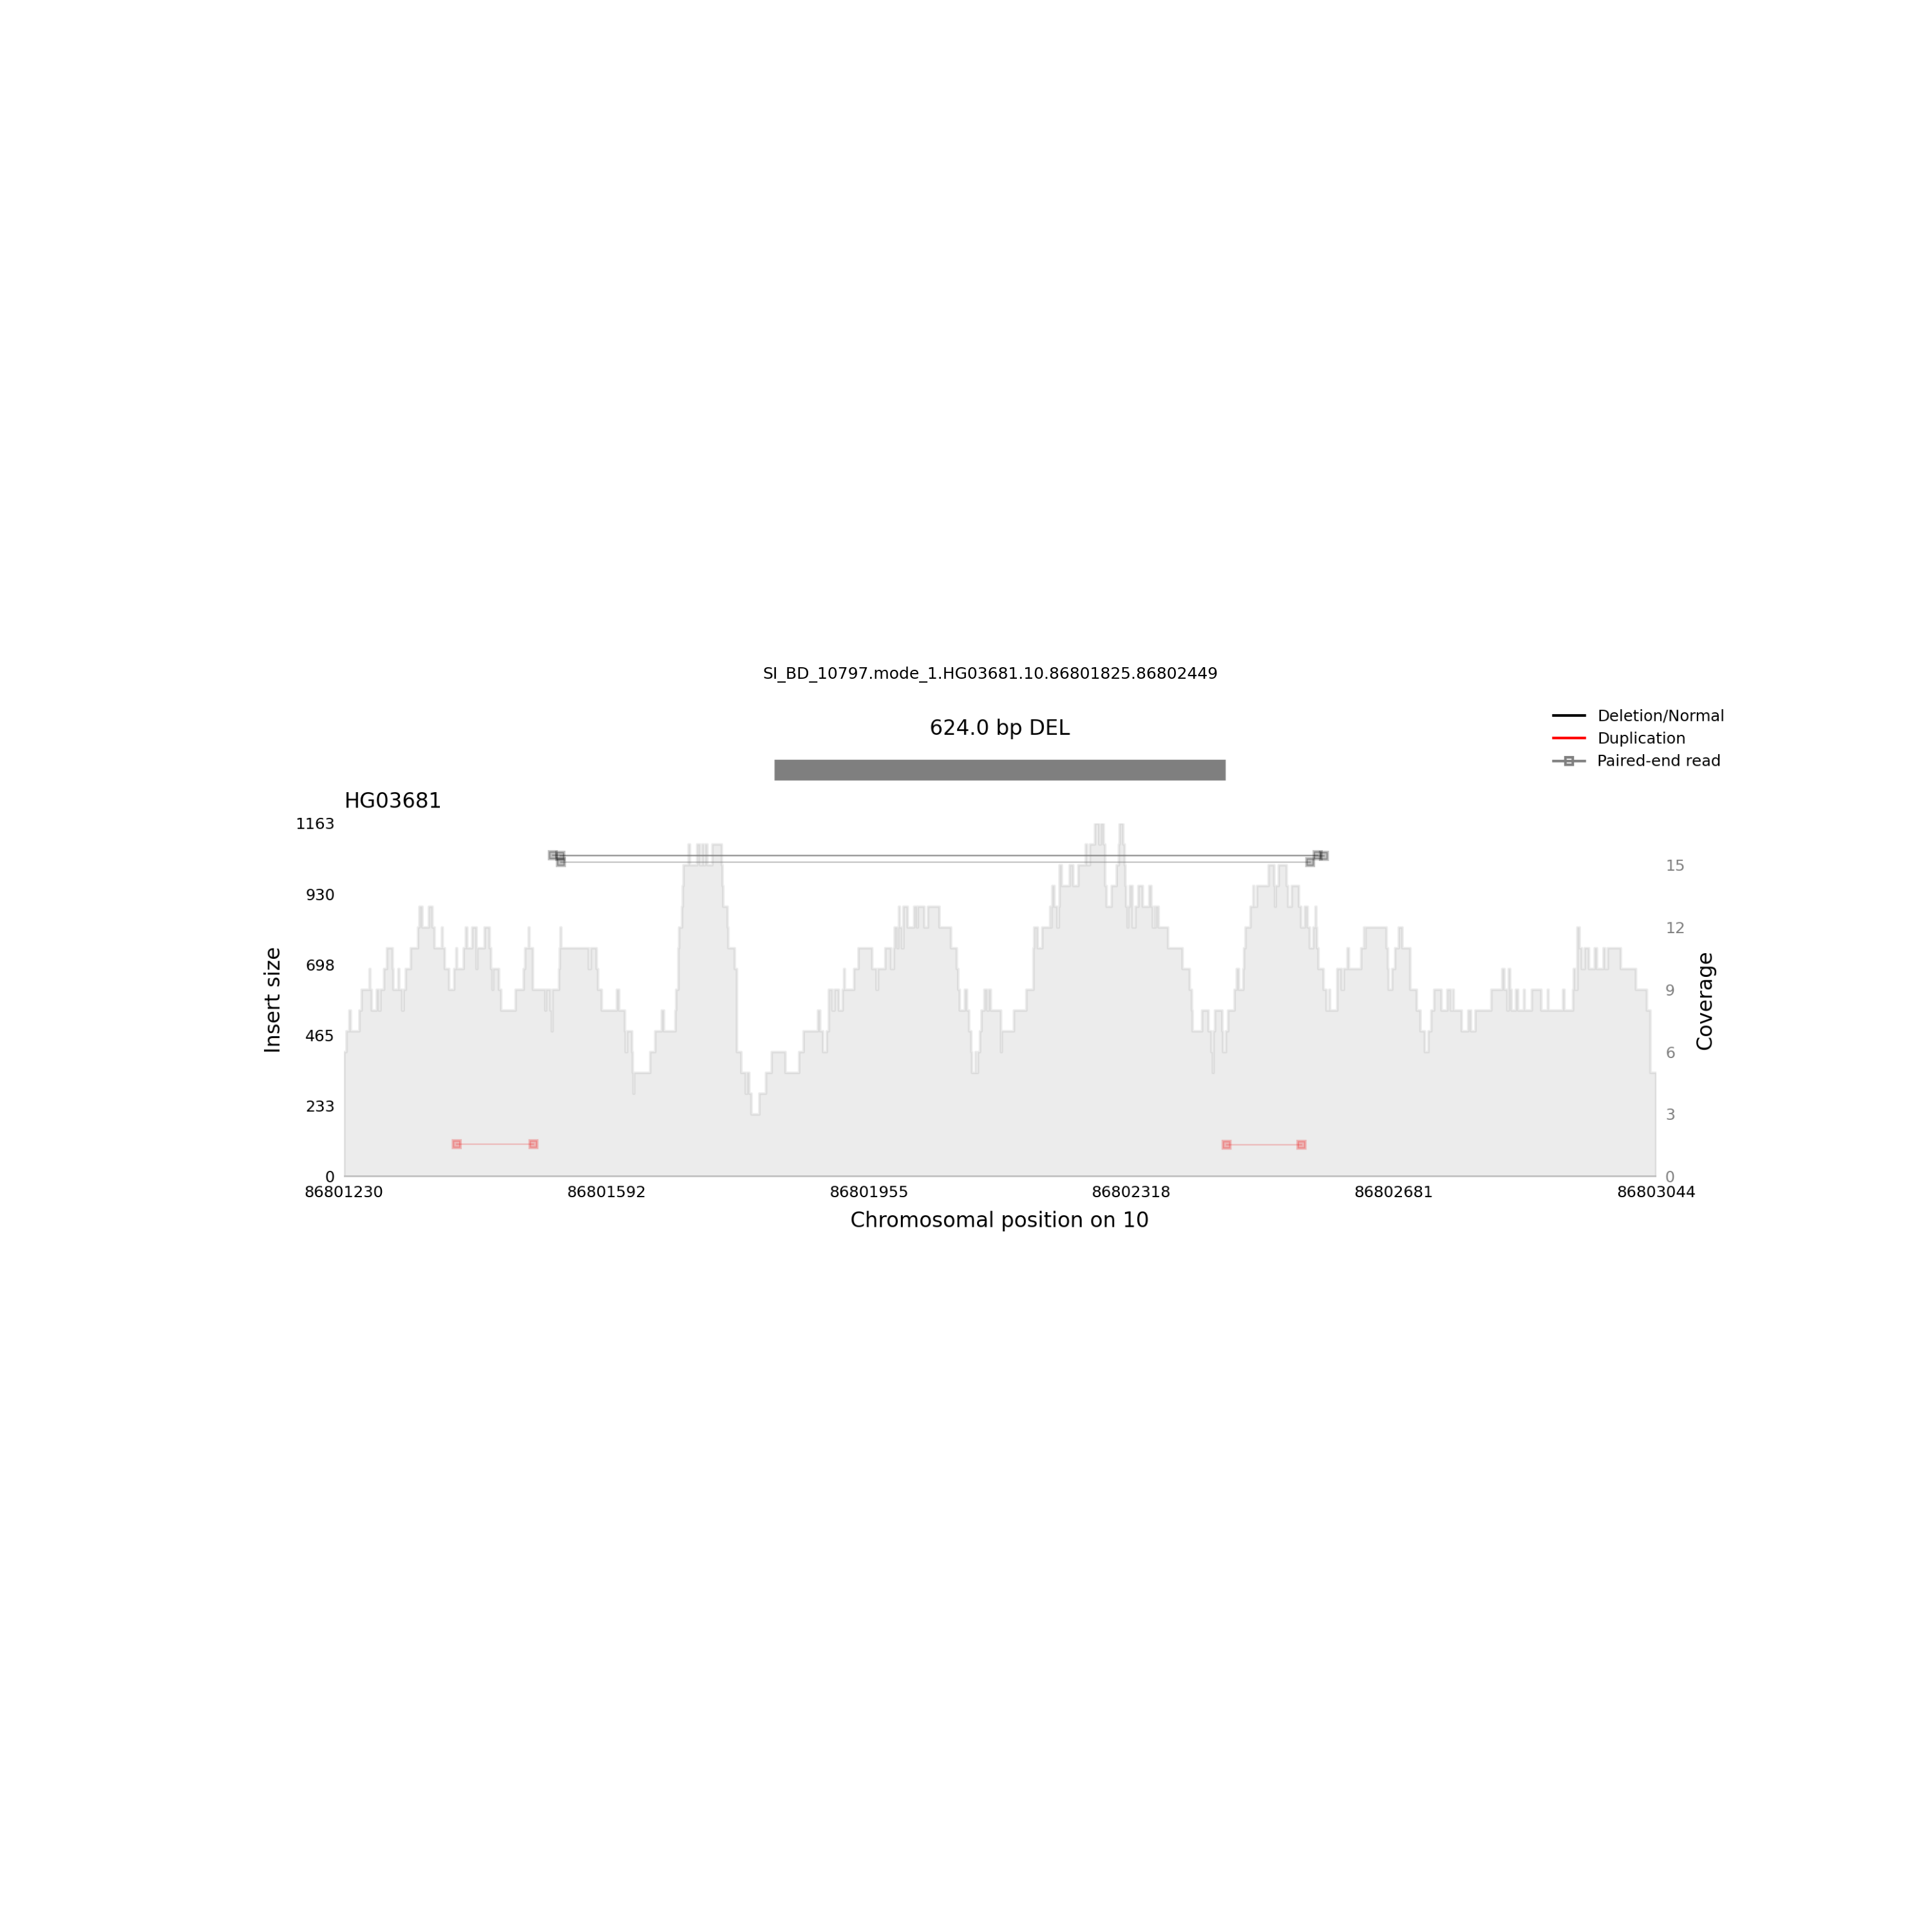 SI_BD_10797.mode_1.HG03681.10.86801825.86802449
624.0 bp DEL
Deletion/Normal
Duplication
Paired-end read
HG03681
1163
930
698
465
233
0
Insert size
15
12
9
6
3
0
Coverage
86801230 86801592 86801955 86802318 86802681 86803044
Chromosomal position on 10